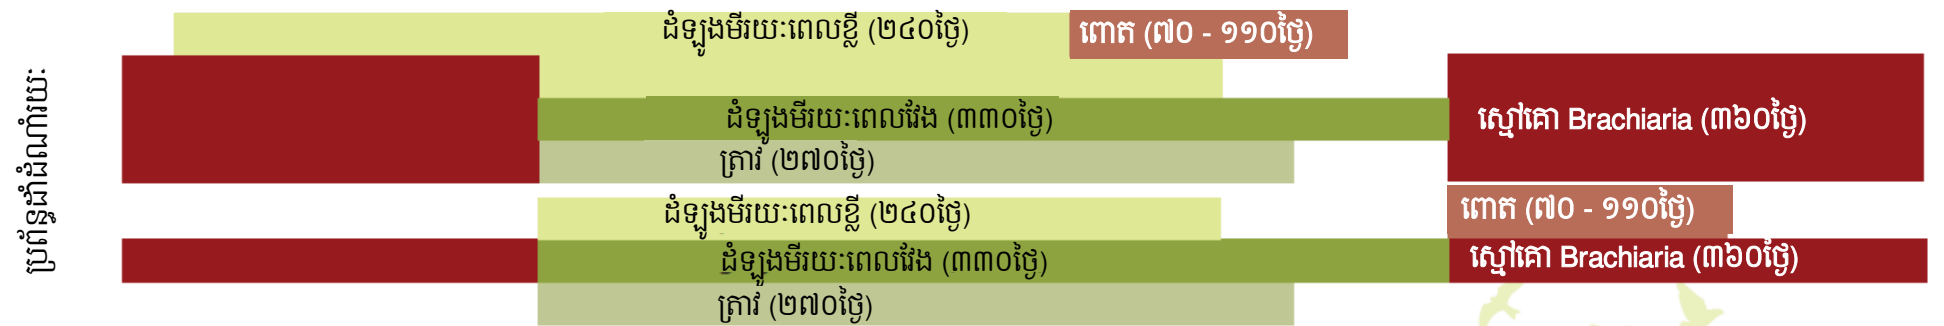 ប្រព័ន្ធដាំដំណាំរយៈ
ដំឡូងមីរយៈពេលខ្លី (២៤០ថ្ងៃ)
ពោត (៧០ - ១១០ថ្ងៃ)
ដំឡូងមីរយៈពេលវែង (៣៣០ថ្ងៃ)
ស្មៅគោ Brachiaria (៣៦០ថ្ងៃ)
ត្រាវ (២៧០ថ្ងៃ)
ដំឡូងមីរយៈពេលខ្លី (២៤០ថ្ងៃ)
ពោត (៧០ - ១១០ថ្ងៃ)
ដំឡូងមីរយៈពេលវែង (៣៣០ថ្ងៃ)
ស្មៅគោ Brachiaria (៣៦០ថ្ងៃ)
ត្រាវ (២៧០ថ្ងៃ)